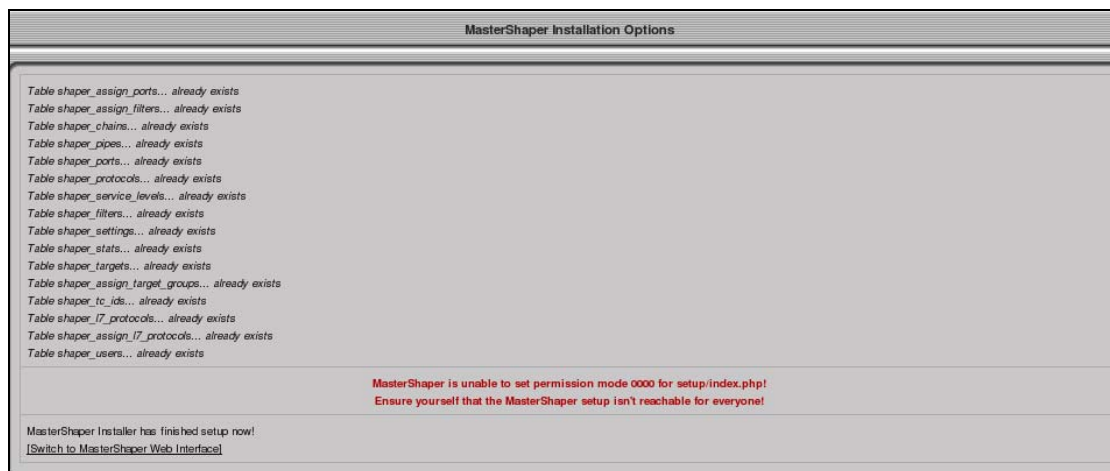 MasterShaper Installation Options
Table shaper_assign_ports... already exists
Table shaper_assign_filters... already exists
Table shaper_chains... already exists
Table shaper_pipes... already exists
Table shaper_ports... already exists
Table shaper_protocols... already exists
Table shaper_service_levels... already exists
Table shaper_filters... already exists
Table shaper_settings... already exists
Table shaper_stats... already exists
Table shaper_targets... already exists
Table shaper_assign_target_groups... already exists
Table shaper_tc_ids... already exists
Table shaper_l7_protocols... already exists
Table shaper_assign_l7_protocols... already exists
Table shaper_users... already exists
MasterShaper is unable to set permission mode 0000 for setup/index.php!
Ensure yourself that the MasterShaper setup isn't reachable for everyone!
MasterShaper Installer has finished setup now!
[Switch to MasterShaper Web Interface]